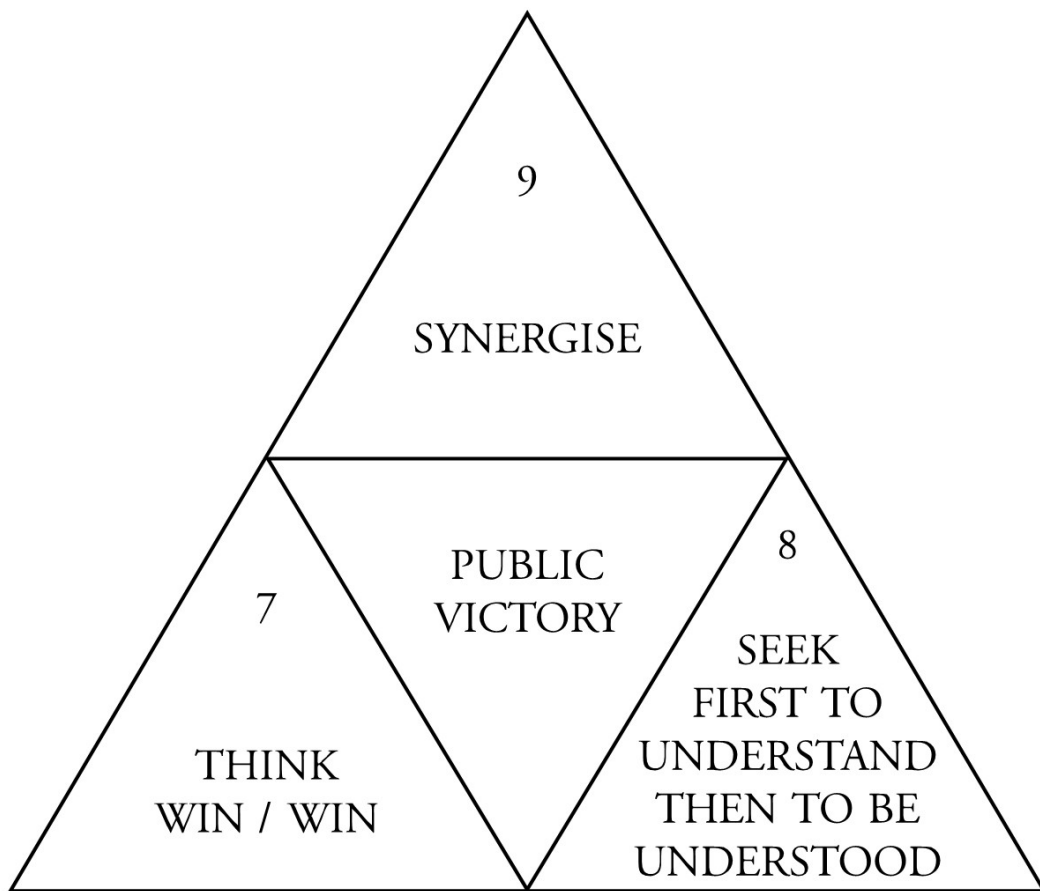 9
SYNERGISE
PUBLIC
VICTORY
7
THINK
WIN / WIN
8
SEEK
FIRST TO
UNDERSTAND
THEN TO BE
UNDERSTOOD